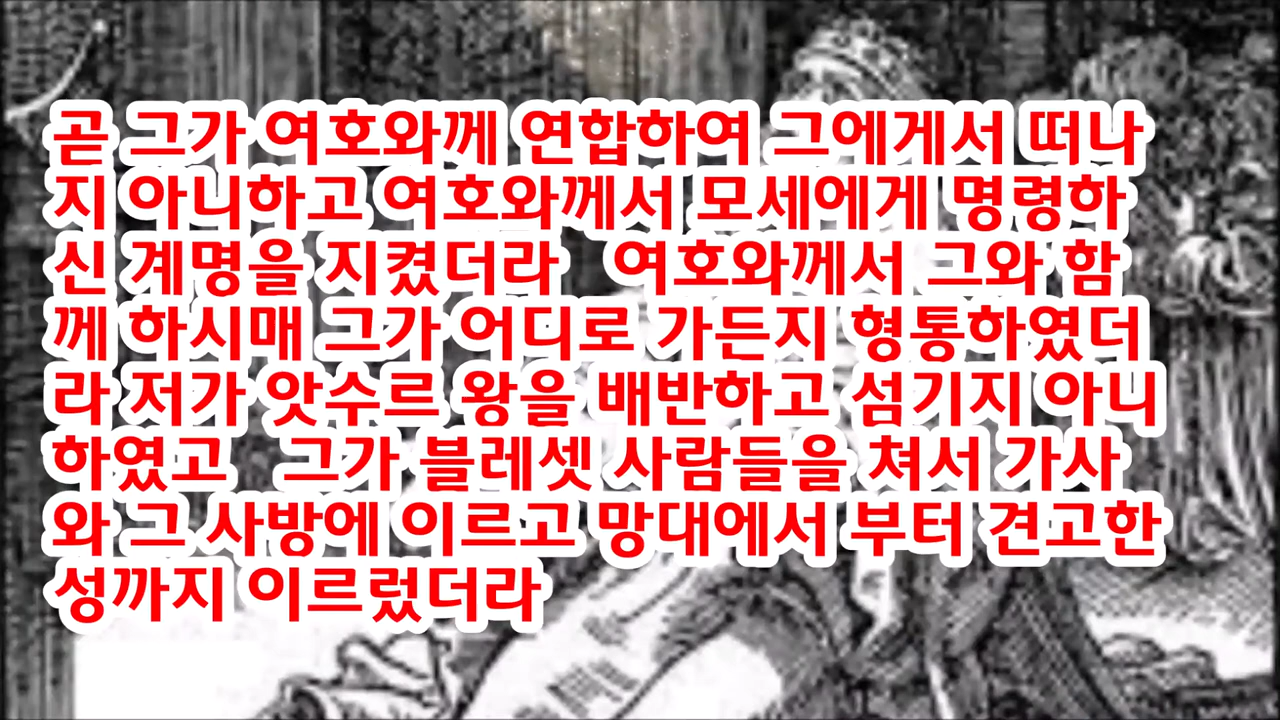 곧 그가 여호와께 연합하여 그에게서 떠나
지 아니하고 여호와께서 모세에게 명령하
신 계명을 지켰더라   여호와께서 그와 함
께 하시매 그가 어디로 가든지 형통하였더
라 저가 앗수르 왕을 배반하고 섬기지 아니
하였고   그가 블레셋 사람들을 쳐서 가사
와 그 사방에 이르고 망대에서 부터 견고한
성까지 이르렀더라